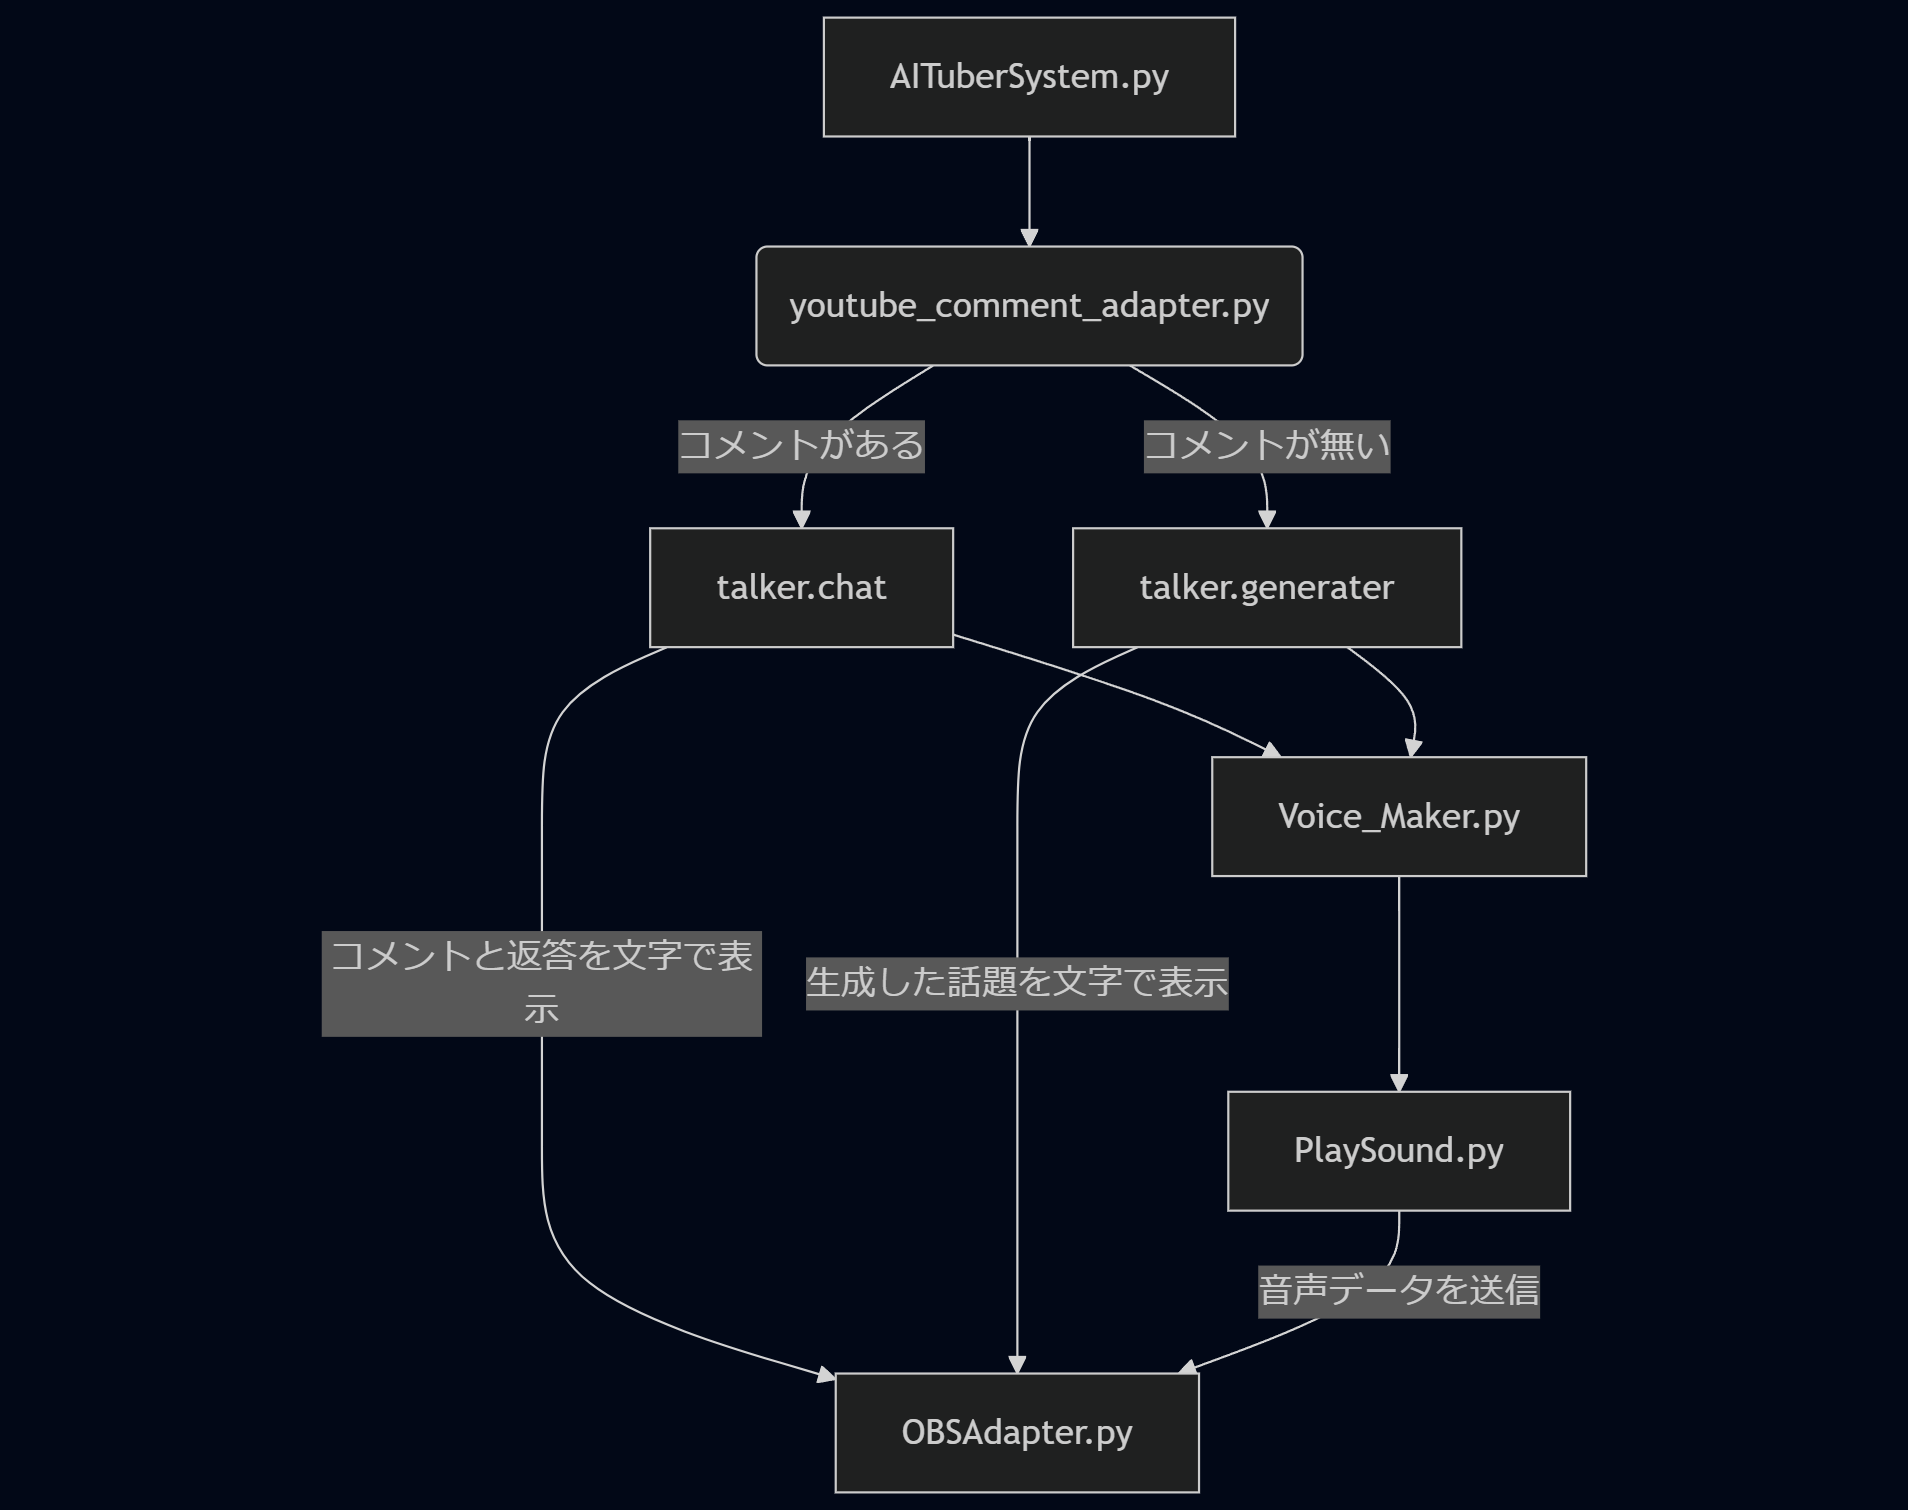 AITuberSystem.py
youtube_comment_adapter.py
コメントがある
コメントが無い
talker.chat
talker.generater
Voice_Maker.py
コメントと返答を文字で表
示
生成した話題を文字で表示
PlaySound.py
音声データを送信
OBSAdapter.py